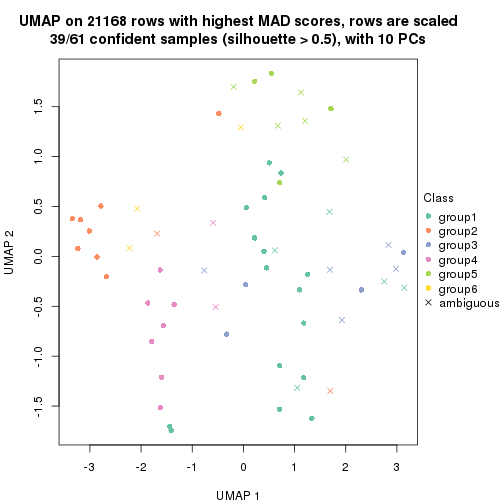 UMAP on 21168 rows with highest MAD scores, rows are scaled
39/61 confident samples (silhouette > 0.5), with 10 PCs
UMAP 2
1.5
1.0
0.5
0.0
-0.5
-1.0
-1.5
-3
-2
-1
0
1
2
3
UMAP 1
Class
group1
group2
group3
group4
group5
group6
ambiguous